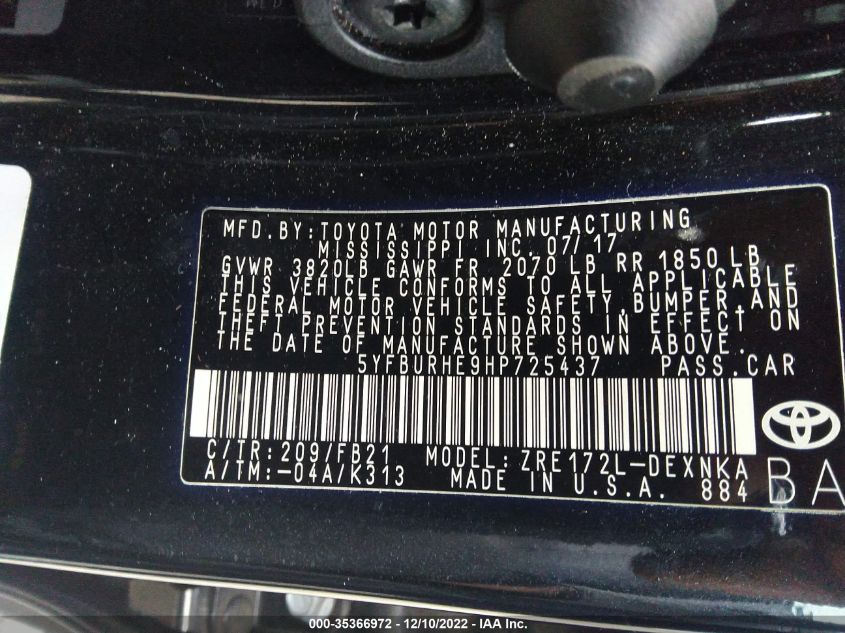 MFD.BY:TOYOTA MOTOR MANUFACTURING
MISSISSIPPI INC. 07/17
GVWR 3820LB GAWR FR 2070 LB RR 1850 LB
THIS VEHICLE CONFORMS TO ALL APPLICABLE
FEDERAL MOTOR VEHICLE SAFETY,BUMPER,AND
THEFT PREVENTION STANDARDS IN EFFECT ON
THE DATE OF MANUFACTURE SHOWN ABOVE.
5YFBURHE9HP725437 PASS.CAR
C/TR:209/FB21 MODEL:ZRE172L-DEXNKA
A/TM:-04A/K313 MADE IN U.S.A. 884
BA
000-35366972 - 12/10/2022 - IAA Inc.